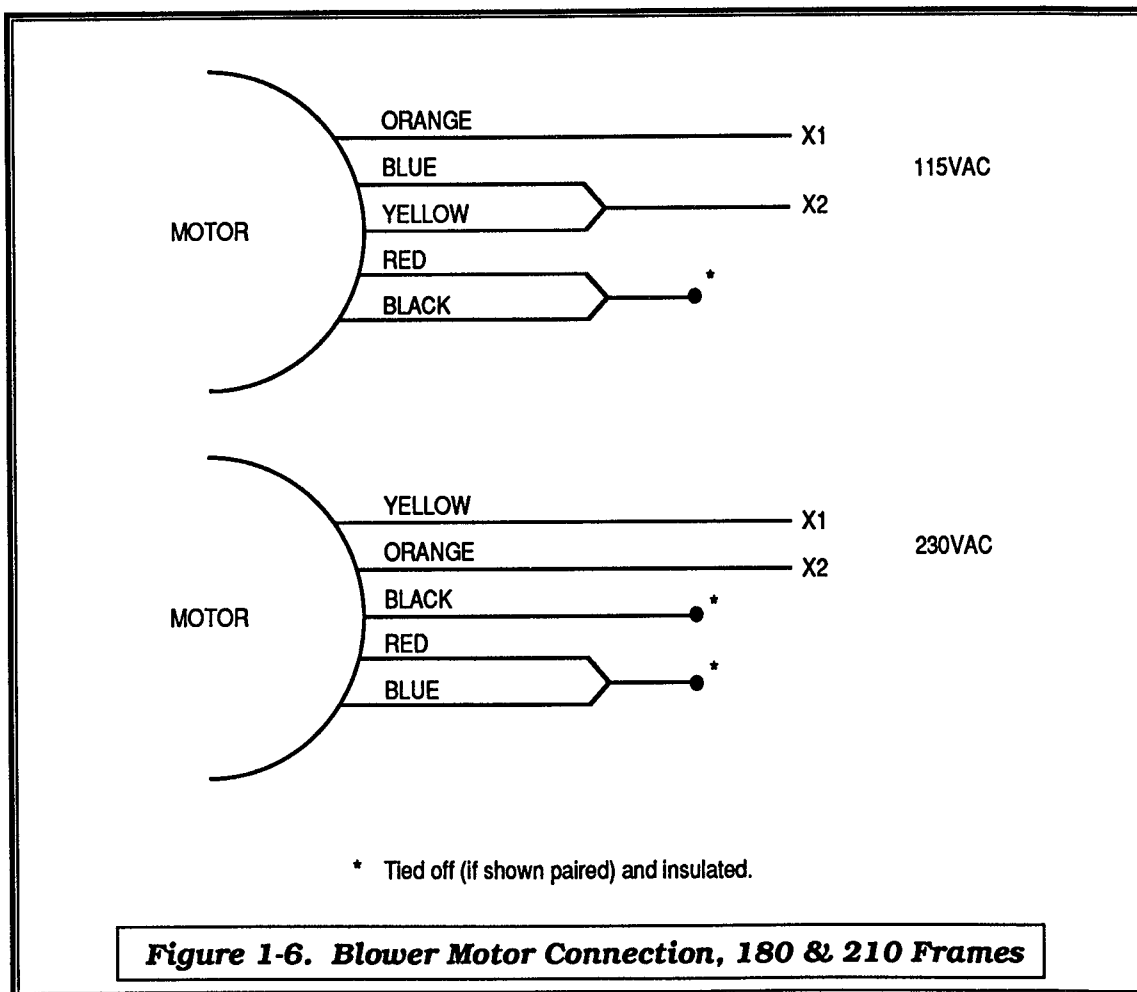 ORANGE
X1
BLUE
115VAC
YELLOW
X2
MOTOR
RED
*
BLACK
YELLOW
X1
ORANGE
230VAC
X2
BLACK
*
MOTOR
RED
*
BLUE
* Tied off (if shown paired) and insulated.
Figure 1-6. Blower Motor Connection, 180 & 210 Frames